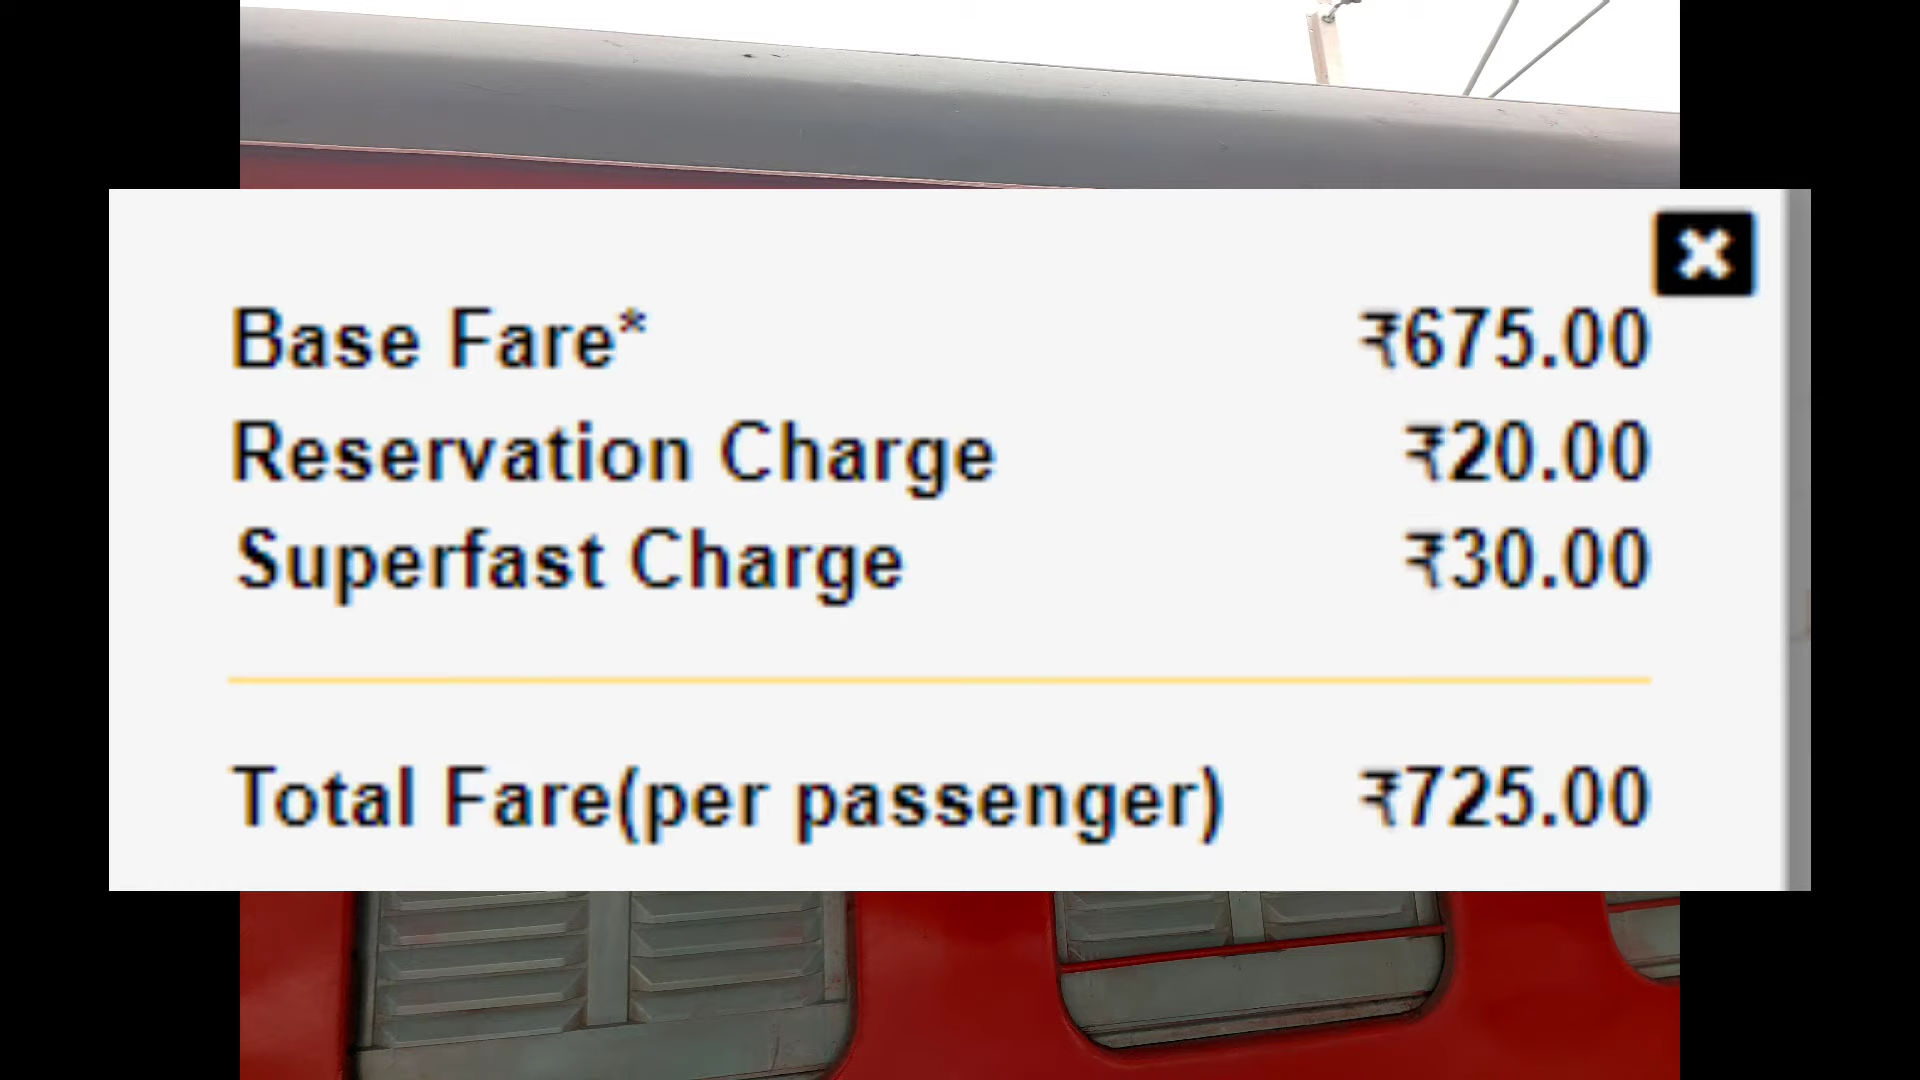 Base Fare* ₹675.00
Reservation Charge ₹20.00
Superfast Charge ₹30.00
Total Fare(per passenger) ₹725.00